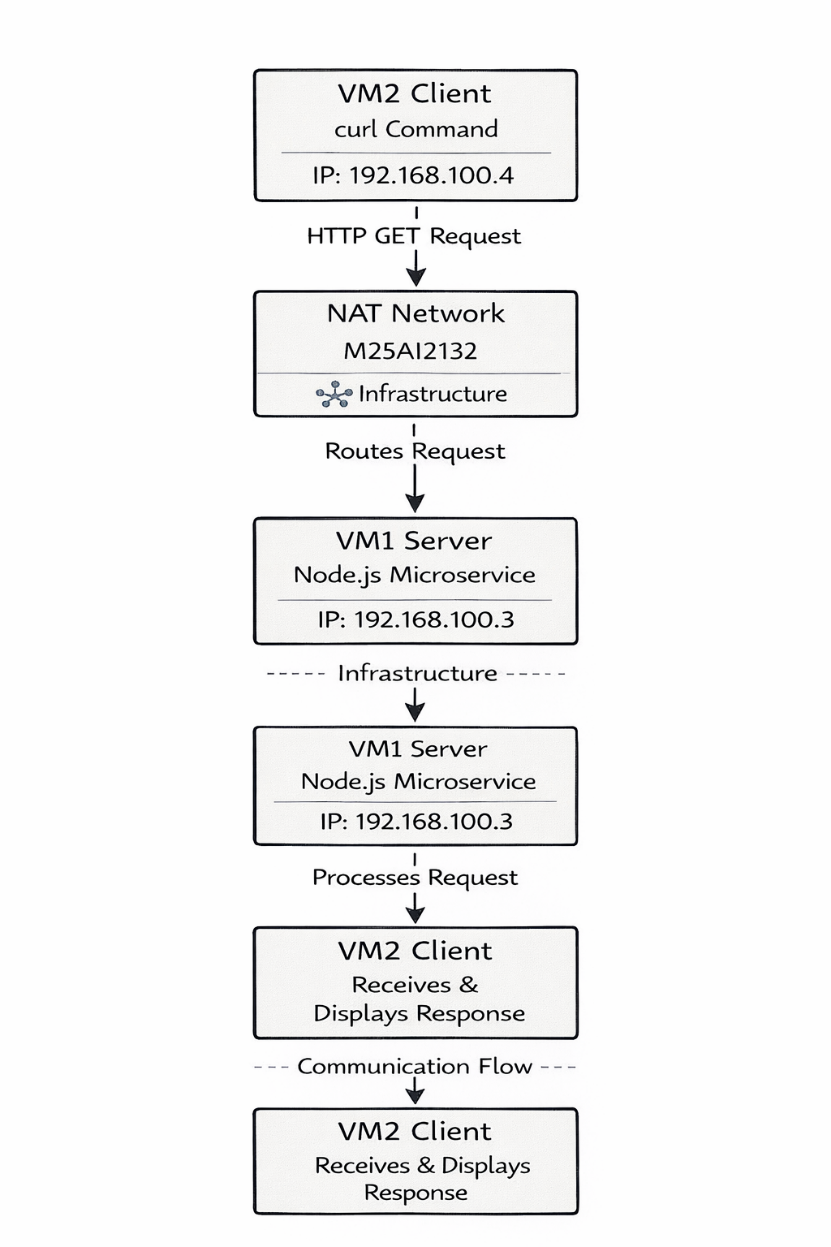 VM2 Client
curl Command
IP: 192.168.100.4
HTTP GET Request
NAT Network
M25AI2132
Infrastructure
Routes Request
VM1 Server
Node.js Microservice
IP: 192.168.100.3
Infrastructure
VM1 Server
Node.js Microservice
IP: 192.168.100.3
Processes Request
VM2 Client
Receives &
Displays Response
Communication Flow
VM2 Client
Receives & Displays
Response